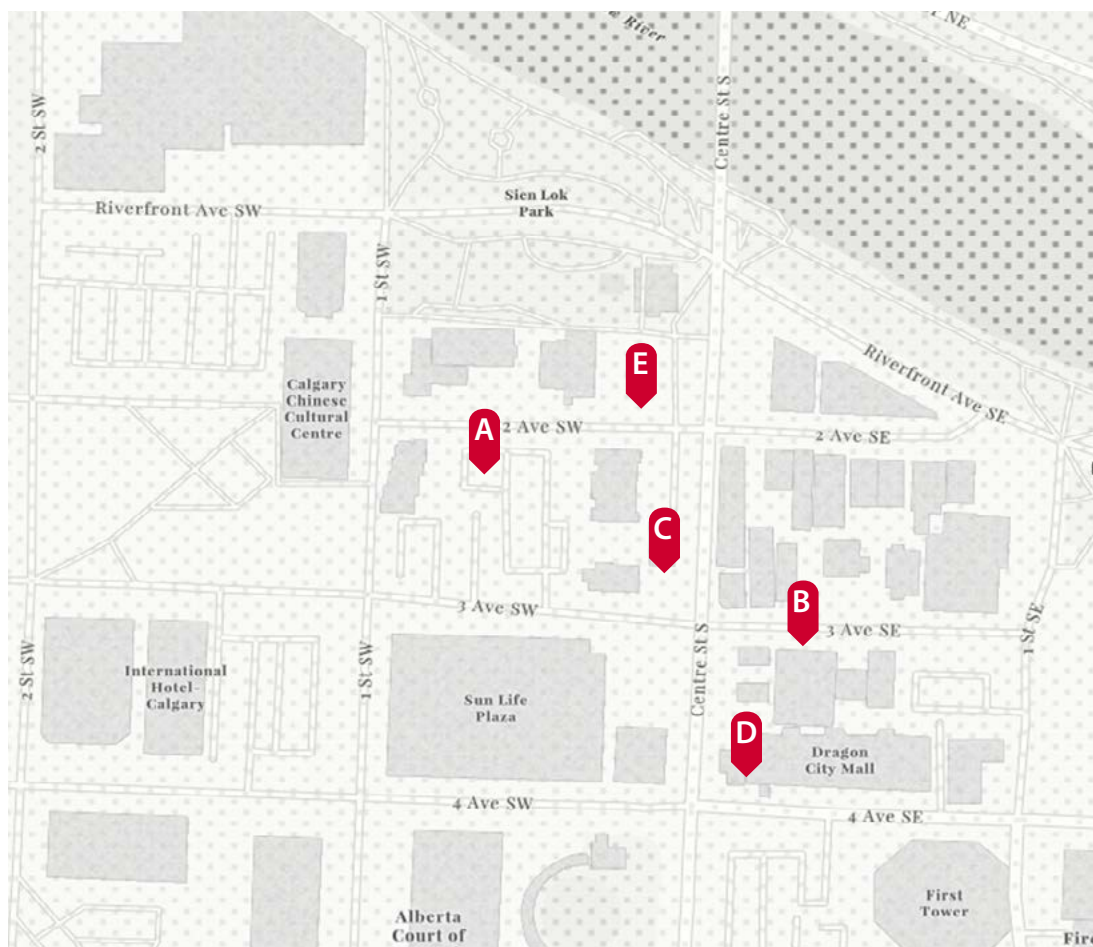 River
NE
Centre St S
2 St SW
Sien Lok
Park
Riverfront Ave SW
1 St SW
Riverfront Ave SE
E
Calgary
Chinese
Cultural
Centre
A
2 Ave SW
2 Ave SE
C
B
3 Ave SW
3 Ave SE
1 St SE
2 St SW
International
Hotel-
Calgary
1 St SW
Sun Life
Plaza
Centre St S
D
Dragon
City Mall
4 Ave SW
4 Ave SE
Alberta
Court of
First
Tower
Firs